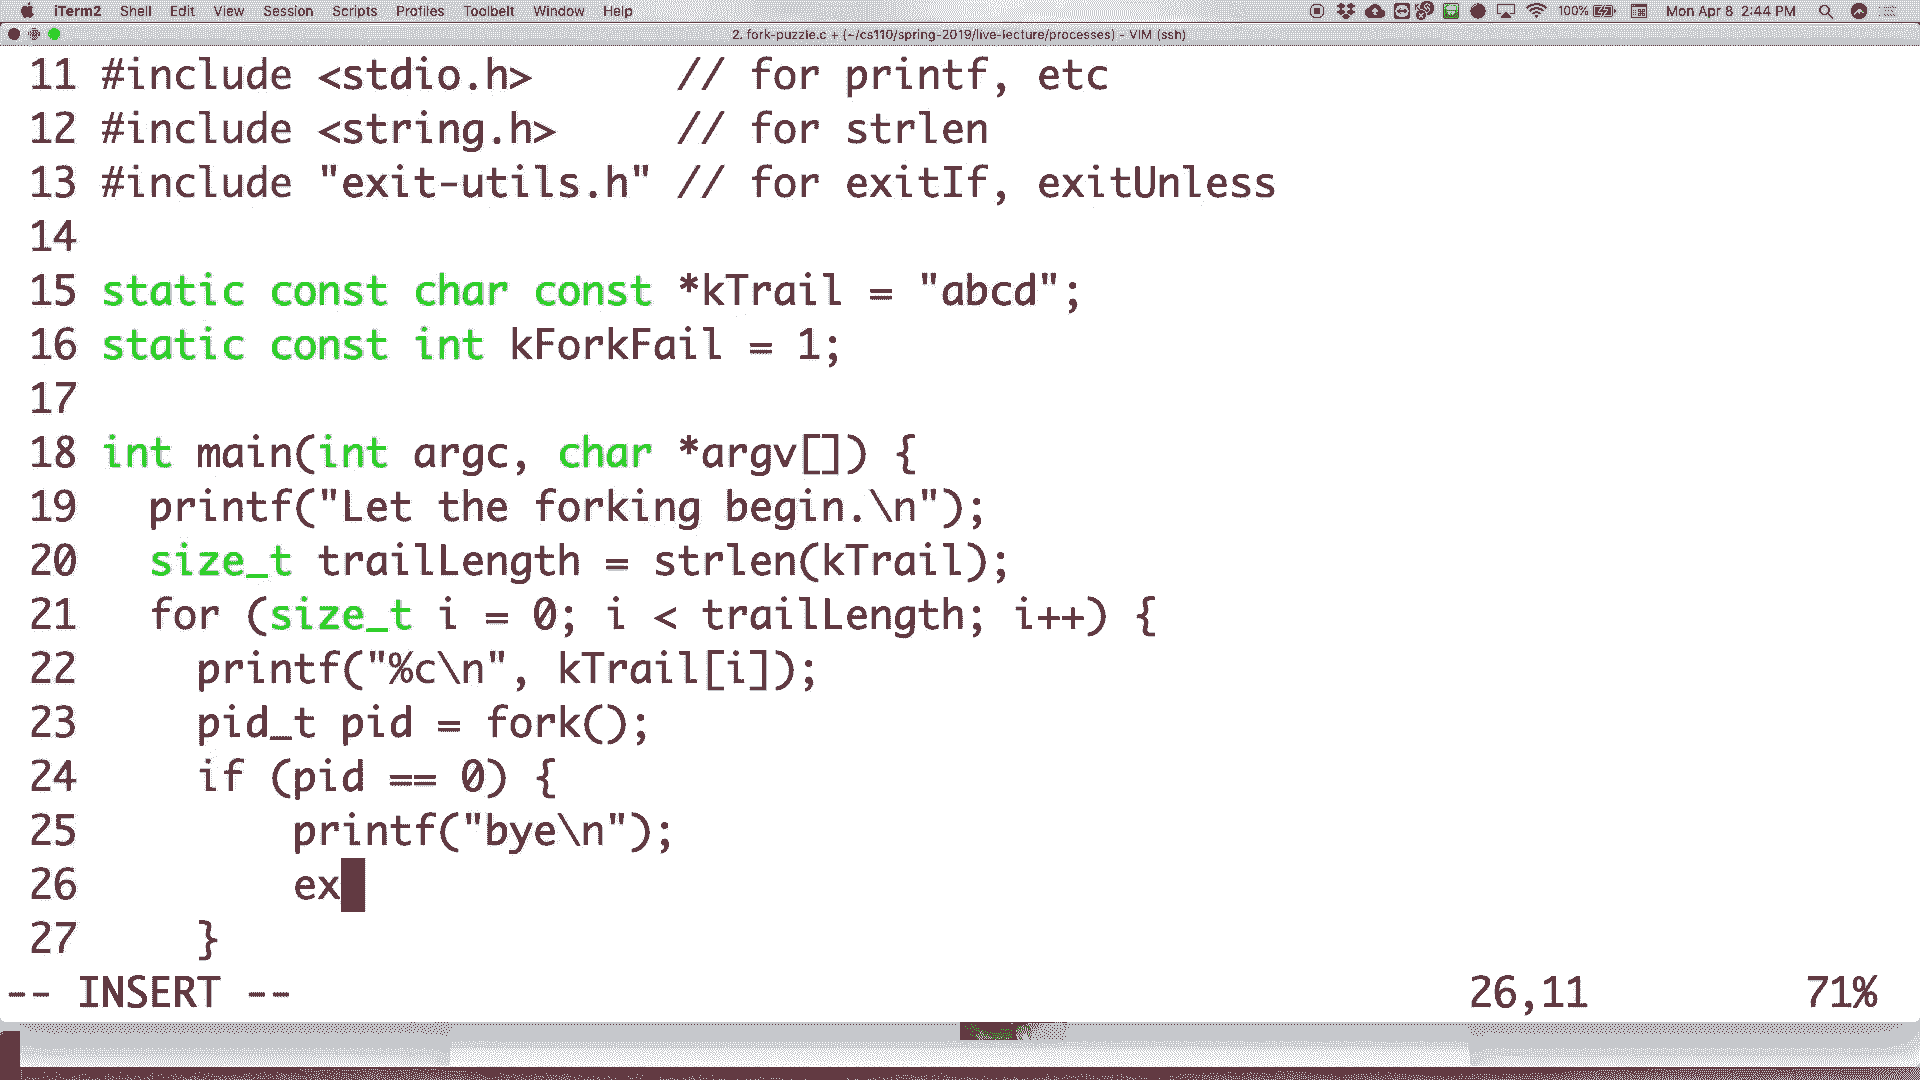 iTerm2 Shell Edit View Session Scripts Profiles Toolbelt Window Help 100% Mon Apr 8 2:44 PM
2. fork-puzzle.c + (~/cs110/spring-2019/live-lecture/processes) - VIM (ssh)
11 #include <stdio.h>      // for printf, etc
12 #include <string.h>     // for strlen
13 #include "exit-utils.h" // for exitIf, exitUnless
14
15 static const char const *kTrail = "abcd";
16 static const int kForkFail = 1;
17
18 int main(int argc, char *argv[]) {
19   printf("Let the forking begin.\n");
20   size_t trailLength = strlen(kTrail);
21   for (size_t i = 0; i < trailLength; i++) {
22     printf("%c\n", kTrail[i]);
23     pid_t pid = fork();
24     if (pid == 0) {
25         printf("bye\n");
26         ex
27     }
-- INSERT -- 26,11 71%